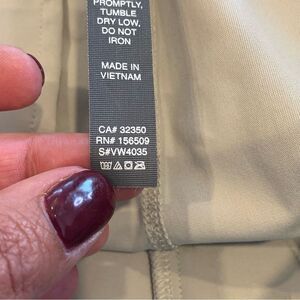 PROMPTLY,
TUMBLE
DRY LOW,
DO NOT
IRON
MADE IN
VIETNAM
CA# 32350
RN# 156509
S#VW4035